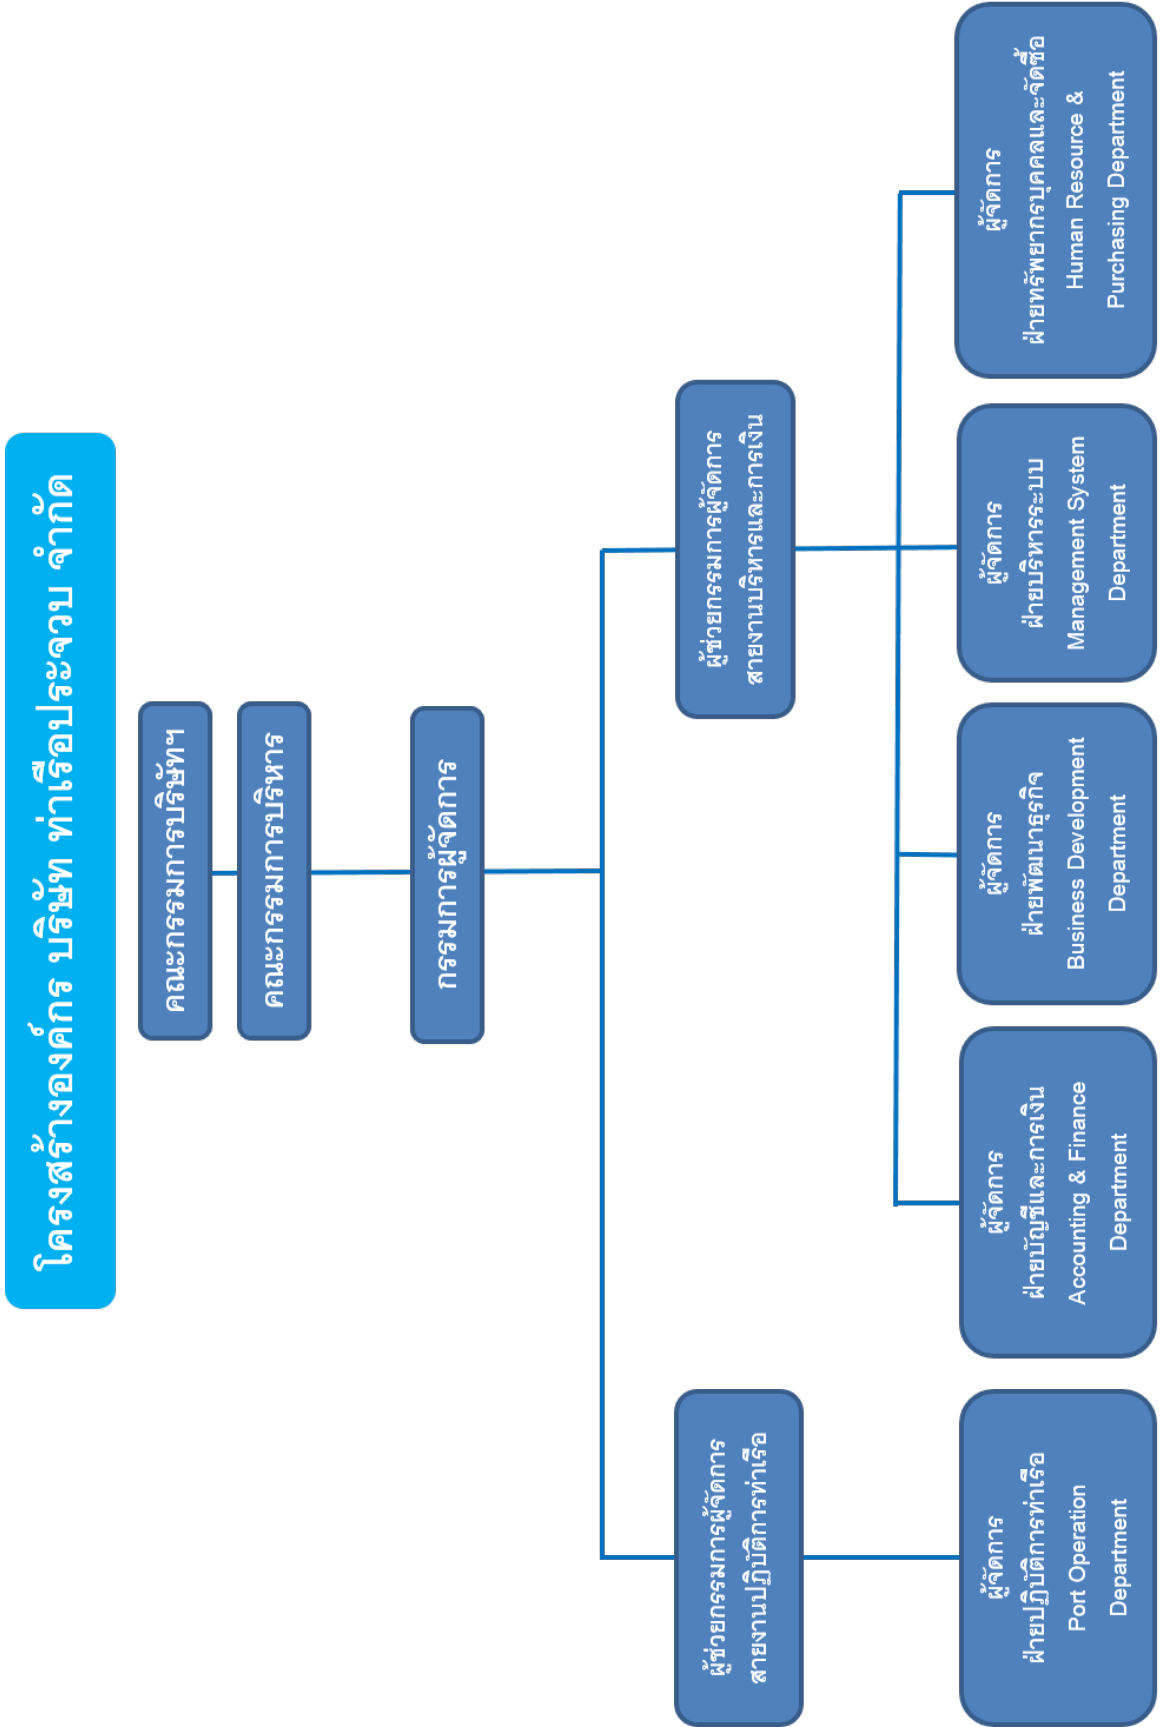 โครงสร้างองค์กร บริษัท ท่าเรือประจวบ จำกัด
คณะกรรมการบริษัทฯ
คณะกรรมการบริหาร
กรรมการผู้จัดการ
ผู้ช่วยกรรมการผู้จัดการ
สายงานปฏิบัติการท่าเรือ
ผู้ช่วยกรรมการผู้จัดการ
สายงานบริหารและการเงิน
ผู้จัดการ
ฝ่ายปฏิบัติการท่าเรือ
Port Operation
Department
ผู้จัดการ
ฝ่ายบัญชีและการเงิน
Accounting & Finance
Department
ผู้จัดการ
ฝ่ายพัฒนาธุรกิจ
Business Development
Department
ผู้จัดการ
ฝ่ายบริหารระบบ
Management System
Department
ผู้จัดการ
ฝ่ายทรัพยากรบุคคลและจัดซื้อ
Human Resource &
Purchasing Department